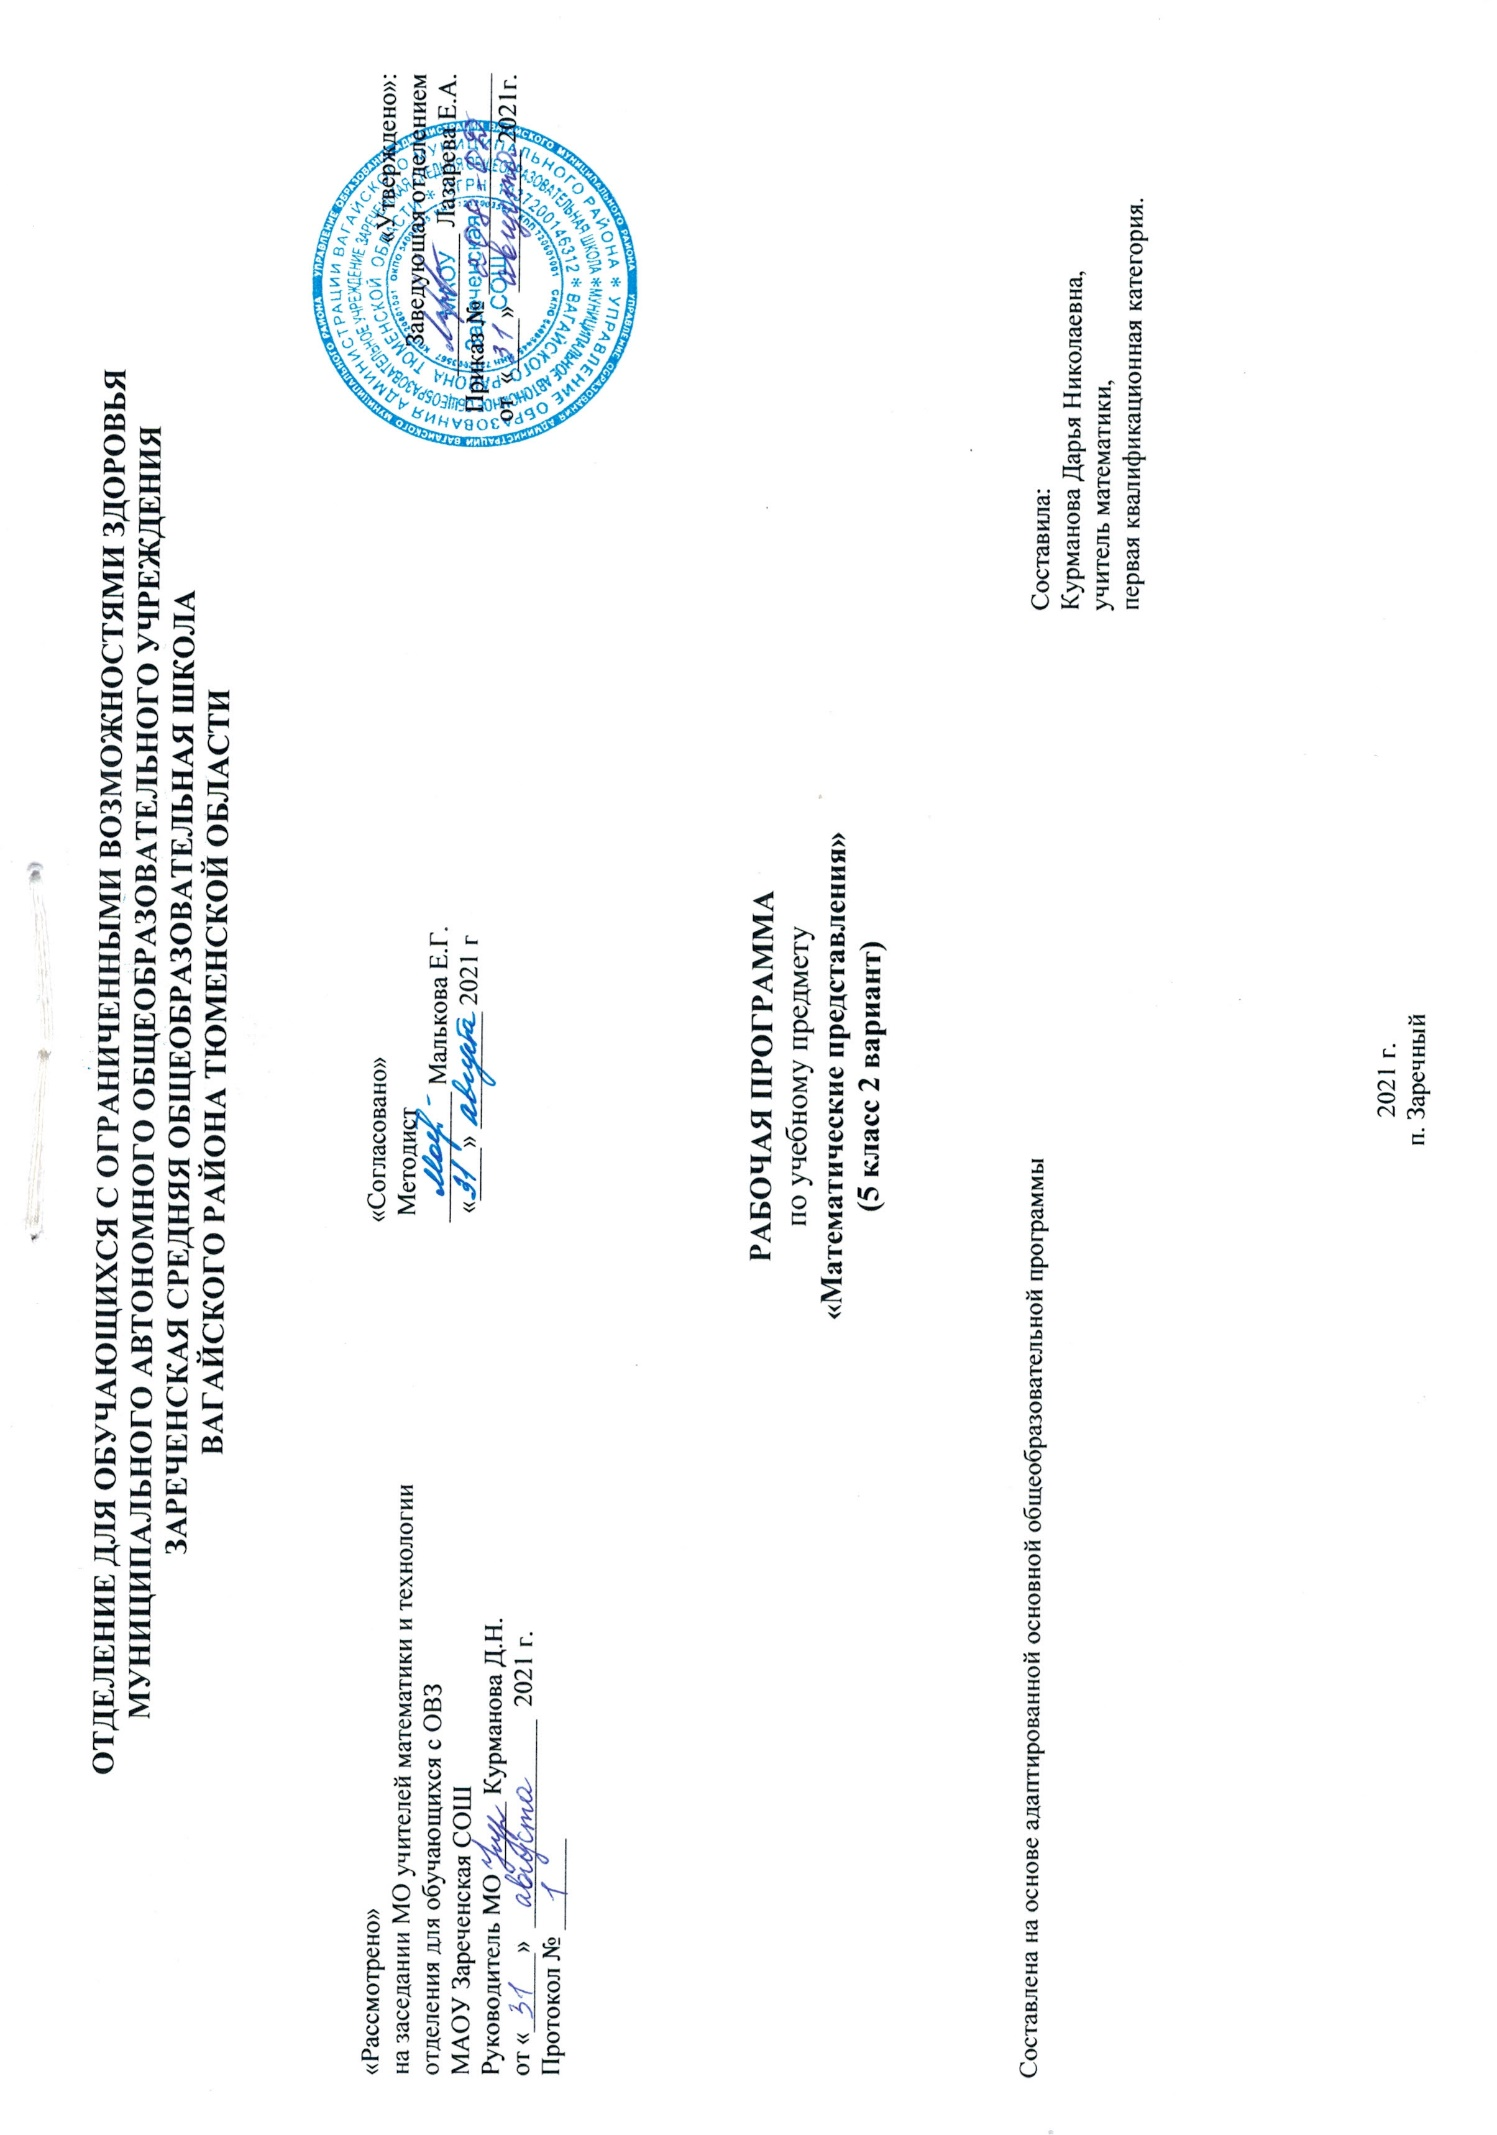 ОТДЕЛЕНИЕ ДЛЯ ОБУЧАЮЩИХСЯ С ОГРАНИЧЕННЫМИ ВОЗМОЖНОСТЯМИ ЗДОРОВЬЯ
МУНИЦИПАЛЬНОГО АВТОНОМНОГО ОБЩЕОБРАЗОВАТЕЛЬНОГО УЧРЕЖДЕНИЯ
ЗАРЕЧЕНСКАЯ СРЕДНЯЯ ОБЩЕОБРАЗОВАТЕЛЬНАЯ ШКОЛА
ВАГАЙСКОГО РАЙОНА ТЮМЕНСКОЙ ОБЛАСТИ
«Рассмотрено»
на заседании МО учителей математики и технологии
отделения для обучающихся с ОВЗ
МАОУ Зареченская СОШ
Руководитель МО Курманова Д.Н.
от « 31 » августа 2021 г.
Протокол № 1
«Согласовано»
Методист
Малькова Е.Г.
«31» августа 2021 г
«Утверждено»:
Заведующая отделением
Лазарева Е.А.
Приказ №
от « 31 » августа 2021г.
МАОУ
Зареченская
СОШ
РАБОЧАЯ ПРОГРАММА
по учебному предмету
«Математические представления»
(5 класс 2 вариант)
Составлена на основе адаптированной основной общеобразовательной программы
Составила:
Курманова Дарья Николаевна,
учитель математики,
первая квалификационная категория.
2021 г.
п. Заречный